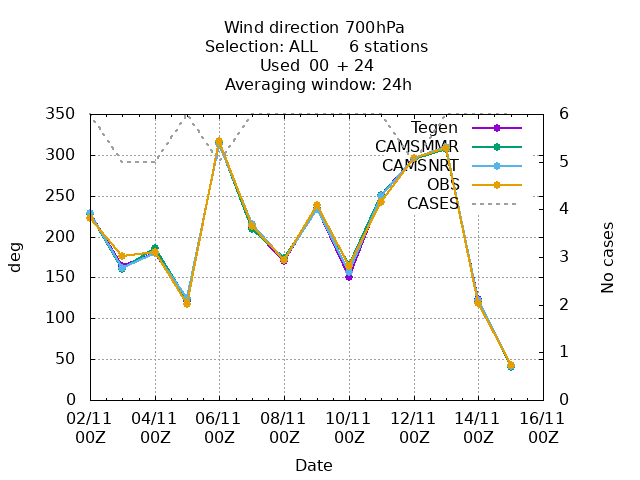 Wind direction 700hPa
Selection: ALL 6 stations
Used 00 + 24
Averaging window: 24h
350
300
250
200
150
100
50
0
6
5
4
3
2
1
0
deg
No cases
Tegen
CAMSMMR
CAMSNRT
OBS
CASES
02/11 04/11 06/11 08/11 10/11 12/11 14/11 16/11
00Z 00Z 00Z 00Z 00Z 00Z 00Z 00Z
Date